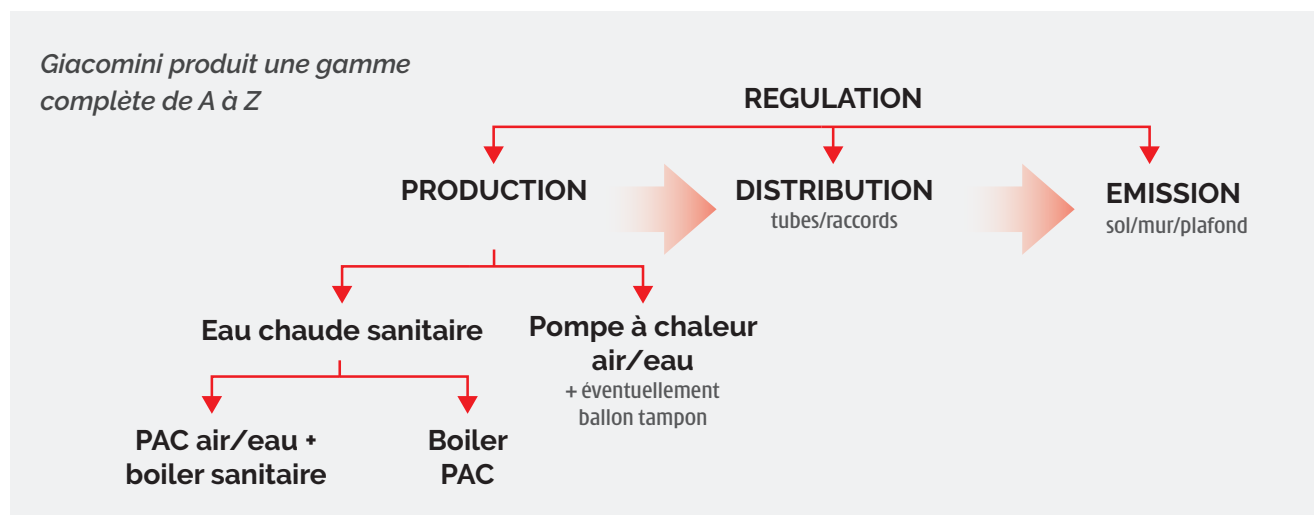 Giacomini produit une gamme
complète de A à Z
REGULATION
PRODUCTION
DISTRIBUTION
tubes/raccords
EMISSION
sol/mur/plafond
Eau chaude sanitaire
Pompe à chaleur
air/eau
+ éventuellement
ballon tampon
PAC air/eau +
boiler sanitaire
Boiler
PAC